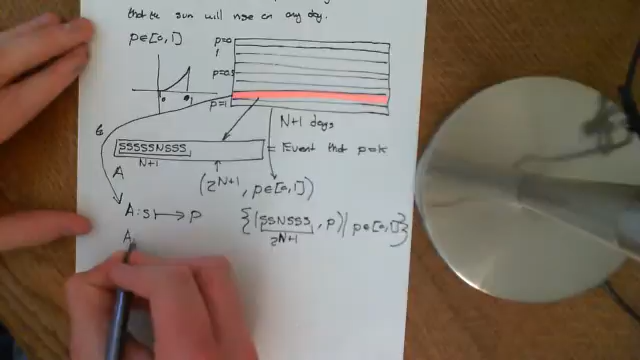 that the sun will rise on any day.
p∈[0,1]
p=0
p=0.5
p=1
N+1 days
SSSSSNSSS
= Event that p=k
N+1
A
(2^{N+1}, p∈[0,1])
A:S ⟼ p
{(SSNSSS, p) | p∈[0,1]}
2^{N+1}
A